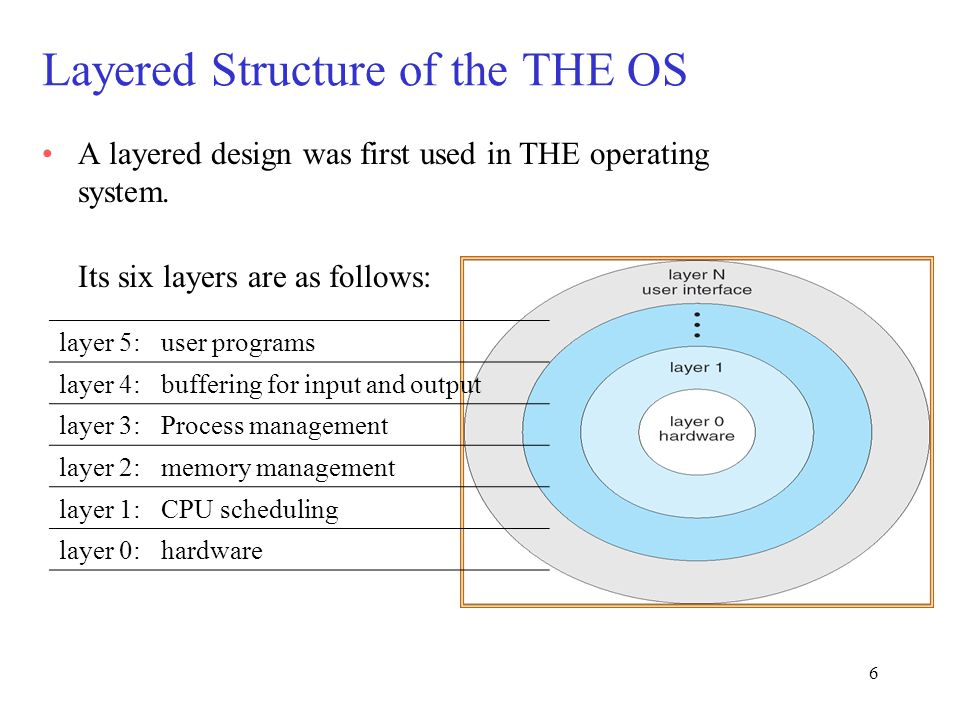 Layered Structure of the THE OS
• A layered design was first used in THE operating
system.
Its six layers are as follows:
layer 5: user programs
layer 4: buffering for input and output
layer 3: Process management
layer 2: memory management
layer 1: CPU scheduling
layer 0: hardware
layer N
user interface
layer 1
layer 0
hardware
6